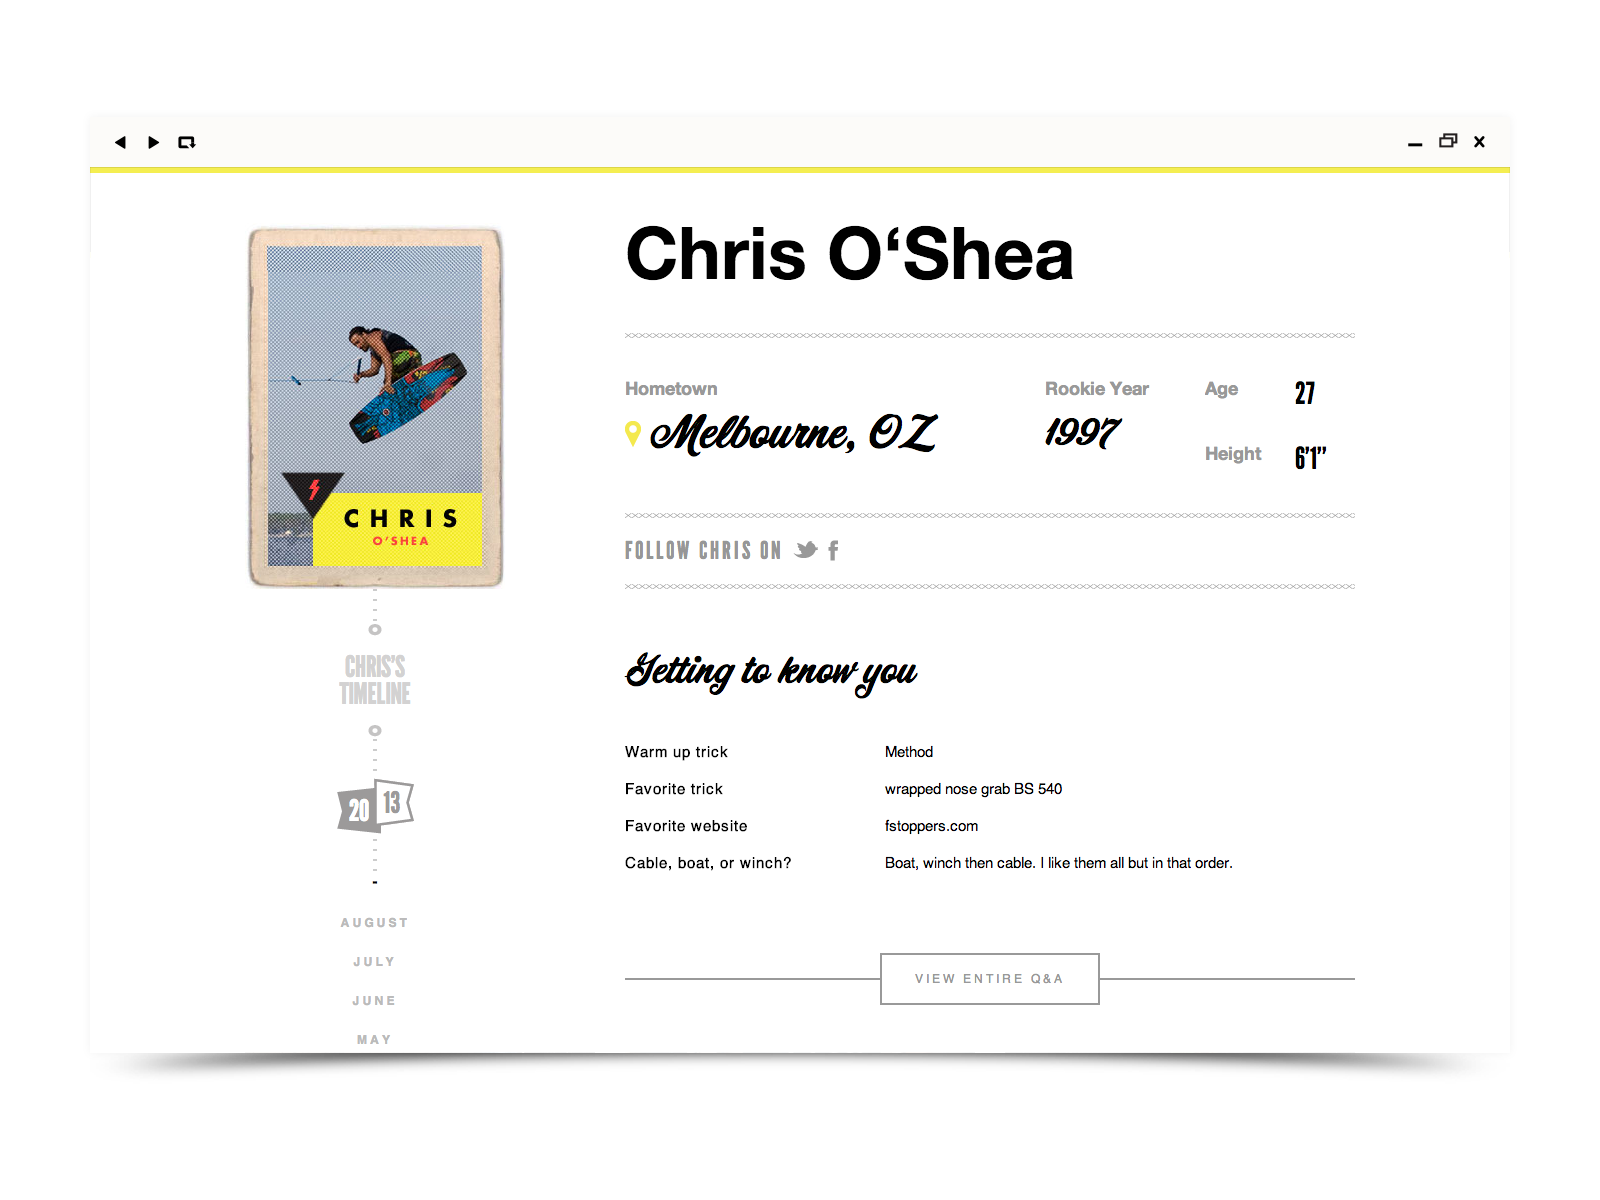 Chris O‘Shea
Hometown
Melbourne, OZ
Rookie Year
1997
Age 27
Height 6'1"
FOLLOW CHRIS ON
Getting to know you
Warm up trick Method
Favorite trick wrapped nose grab BS 540
Favorite website fstoppers.com
Cable, boat, or winch? Boat, winch then cable. I like them all but in that order.
VIEW ENTIRE Q&A
CHRIS
O'SHEA
CHRIS'S
TIMELINE
20 13
AUGUST
JULY
JUNE
MAY